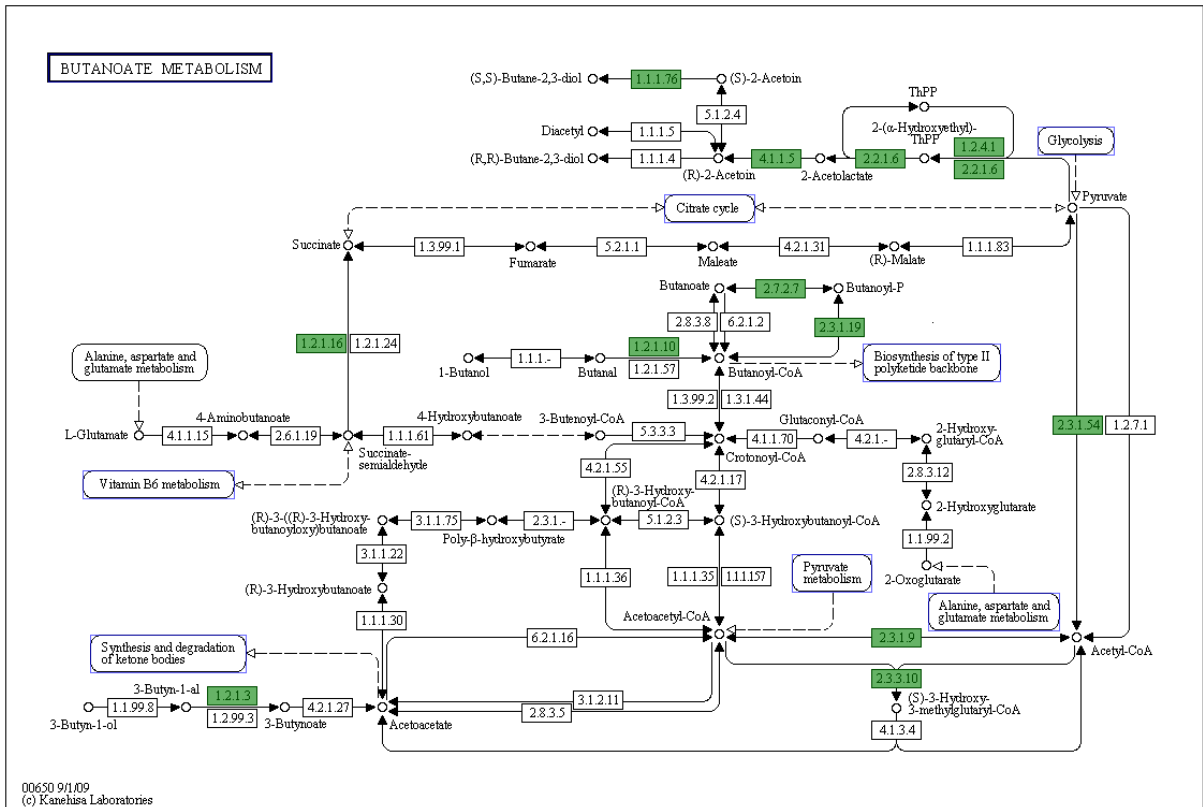 BUTANOATE METABOLISM
(S,S)-Butane-2,3-diol
1.1.1.76
(S)-2-Acetoin
5.1.2.4
Diacetyl
1.1.1.5
(R,R)-Butane-2,3-diol
1.1.1.4
(R)-2-Acetoin
4.1.1.5
2-Acetolactate
2.2.1.6
ThPP
2-(α-Hydroxyethyl)-
ThPP
1.2.4.1
2.2.1.6
Glycolysis
Pyruvate
Citrate cycle
Succinate
1.3.99.1
Fumarate
5.2.1.1
Maleate
4.2.1.31
(R)-Malate
1.1.1.83
Butanoate
2.7.2.7
Butanoyl-P
2.8.3.8
6.2.1.2
2.3.1.19
1.2.1.16
1.2.1.24
Alanine, aspartate and
glutamate metabolism
1-Butanol
1.1.1.-
Butanal
1.2.1.10
1.2.1.57
Butanoyl-CoA
Biosynthesis of type II
polyketide backbone
1.3.99.2
1.3.1.44
L-Glutamate
4.1.1.15
4-Aminobutanoate
2.6.1.19
Succinate-
semialdehyde
1.1.1.61
4-Hydroxybutanoate
3-Butenoyl-CoA
5.3.3.3
Crotonoyl-CoA
4.1.1.70
Glutaconyl-CoA
4.2.1.-
2-Hydroxy-
glutaryl-CoA
2.3.1.54
1.2.7.1
Vitamin B6 metabolism
4.2.1.55
4.2.1.17
2.8.3.12
(R)-3-((R)-3-Hydroxy-
butanoyloxy)butanoate
3.1.1.75
Poly-β-hydroxybutyrate
2.3.1.-
(R)-3-Hydroxy-
butanoyl-CoA
5.1.2.3
(S)-3-Hydroxybutanoyl-CoA
2-Hydroxyglutarate
1.1.99.2
2-Oxoglutarate
3.1.1.22
(R)-3-Hydroxybutanoate
1.1.1.30
1.1.1.36
1.1.1.35
1.1.1.157
Pyruvate
metabolism
Alanine, aspartate and
glutamate metabolism
Acetoacetyl-CoA
6.2.1.16
2.3.1.9
Acetyl-CoA
Synthesis and degradation
of ketone bodies
2.3.3.10
(S)-3-Hydroxy-
3-methylglutaryl-CoA
4.1.3.4
3-Butyn-1-ol
1.1.99.8
3-Butyn-1-al
1.2.1.3
1.2.99.3
3-Butynoate
4.2.1.27
Acetoacetate
3.1.2.11
2.8.3.5
00650 9/1/09
(c) Kanehisa Laboratories